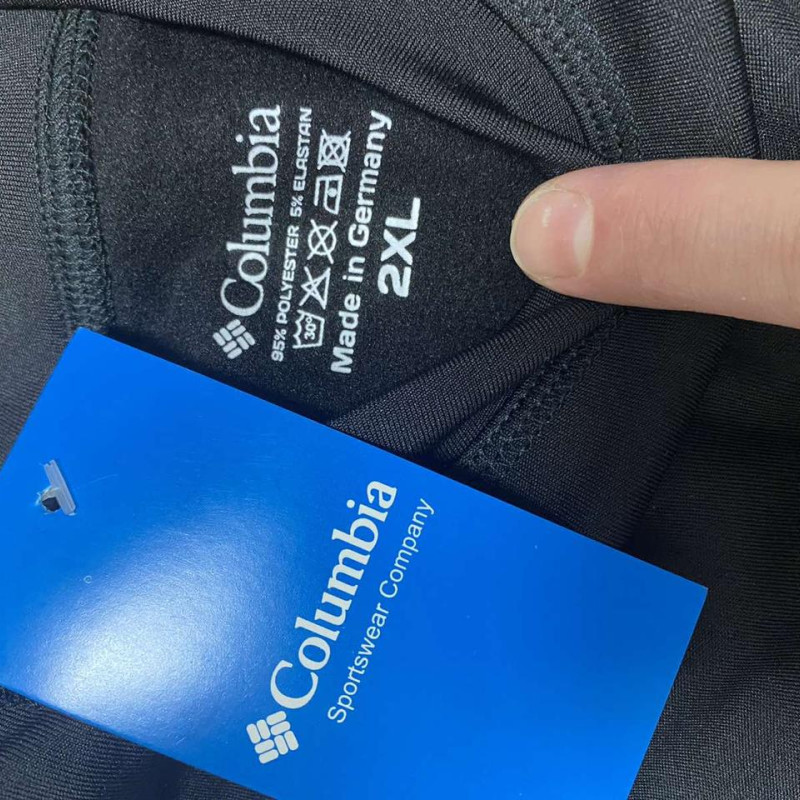 Columbia
95% POLYESTER 5% ELASTAN
30°
Made in Germany
2XL
Columbia
Sportswear Company